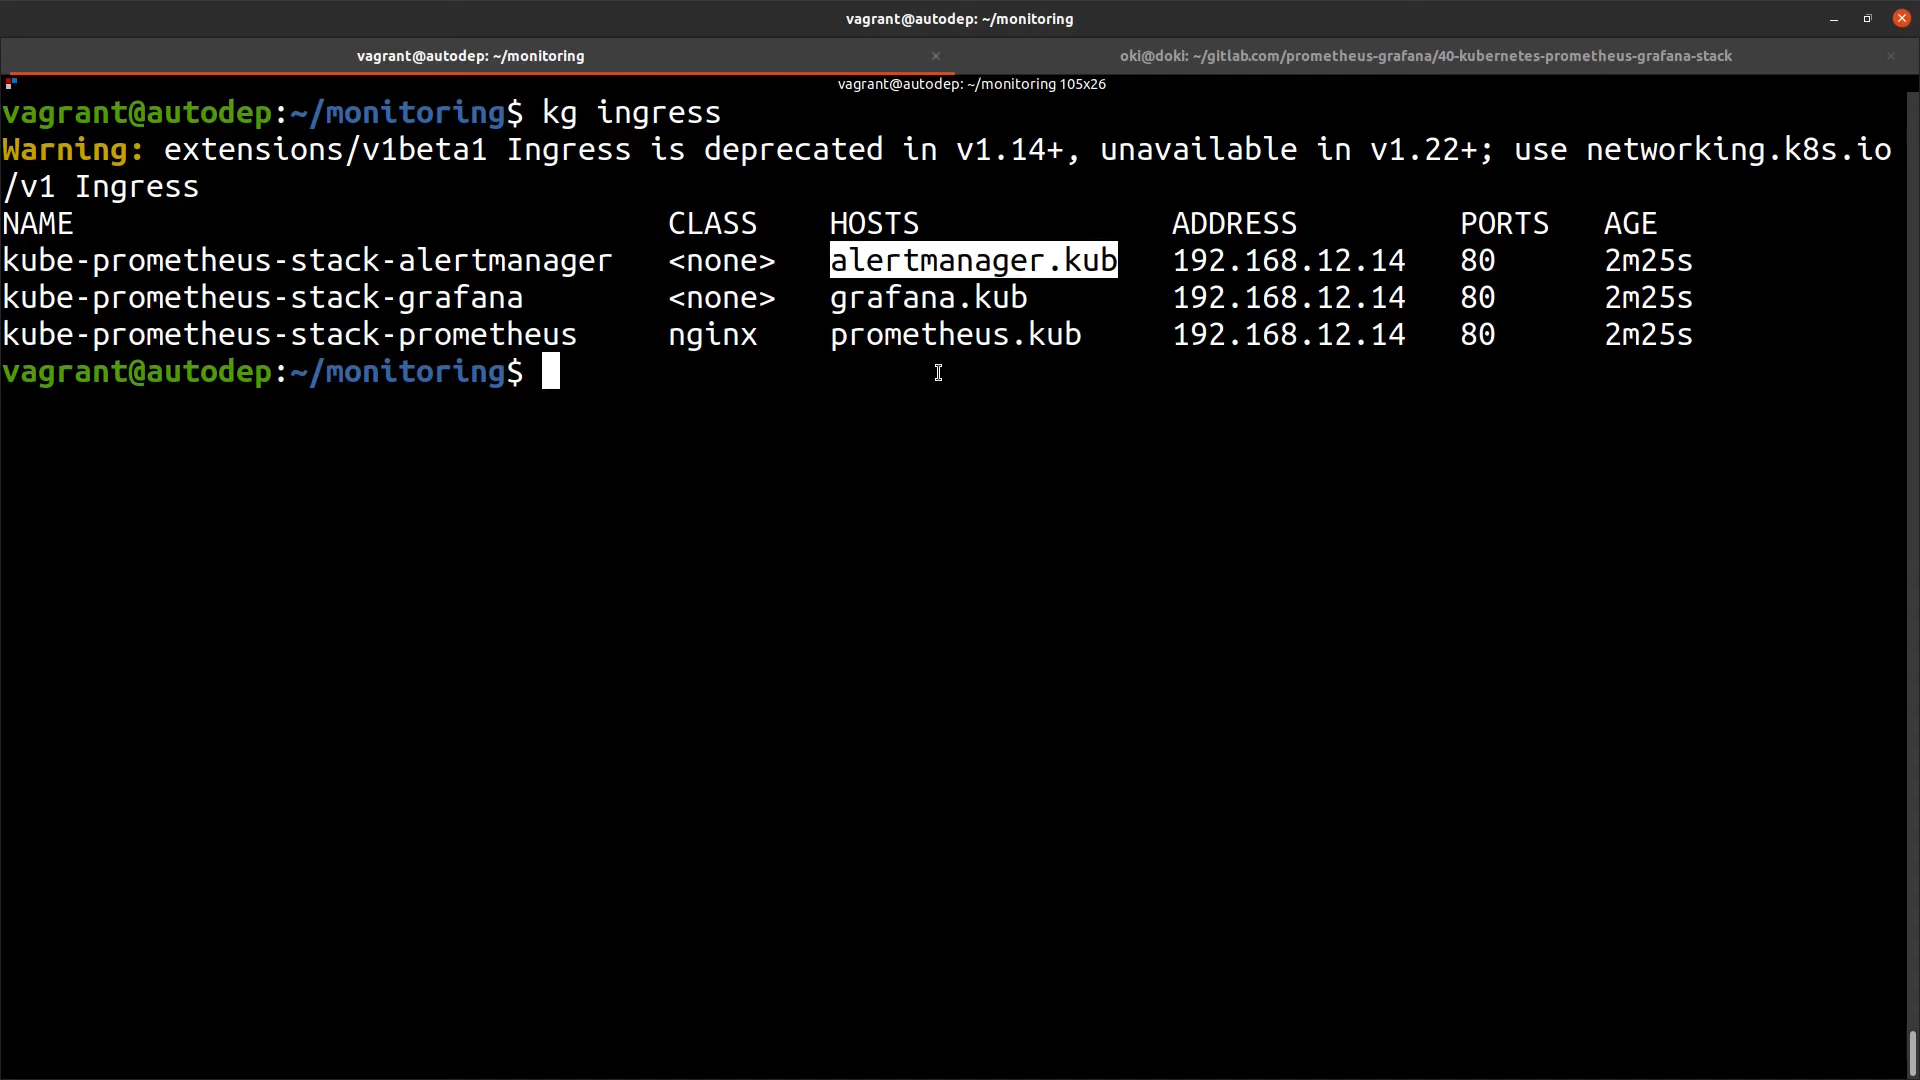 vagrant@autodep: ~/monitoring
vagrant@autodep: ~/monitoring oki@doki: ~/gitlab.com/prometheus-grafana/40-kubernetes-prometheus-grafana-stack
vagrant@autodep: ~/monitoring 105x26
vagrant@autodep:~/monitoring$ kg ingress
Warning: extensions/v1beta1 Ingress is deprecated in v1.14+, unavailable in v1.22+; use networking.k8s.io
/v1 Ingress
NAME CLASS HOSTS ADDRESS PORTS AGE
kube-prometheus-stack-alertmanager <none> alertmanager.kub 192.168.12.14 80 2m25s
kube-prometheus-stack-grafana <none> grafana.kub 192.168.12.14 80 2m25s
kube-prometheus-stack-prometheus nginx prometheus.kub 192.168.12.14 80 2m25s
vagrant@autodep:~/monitoring$